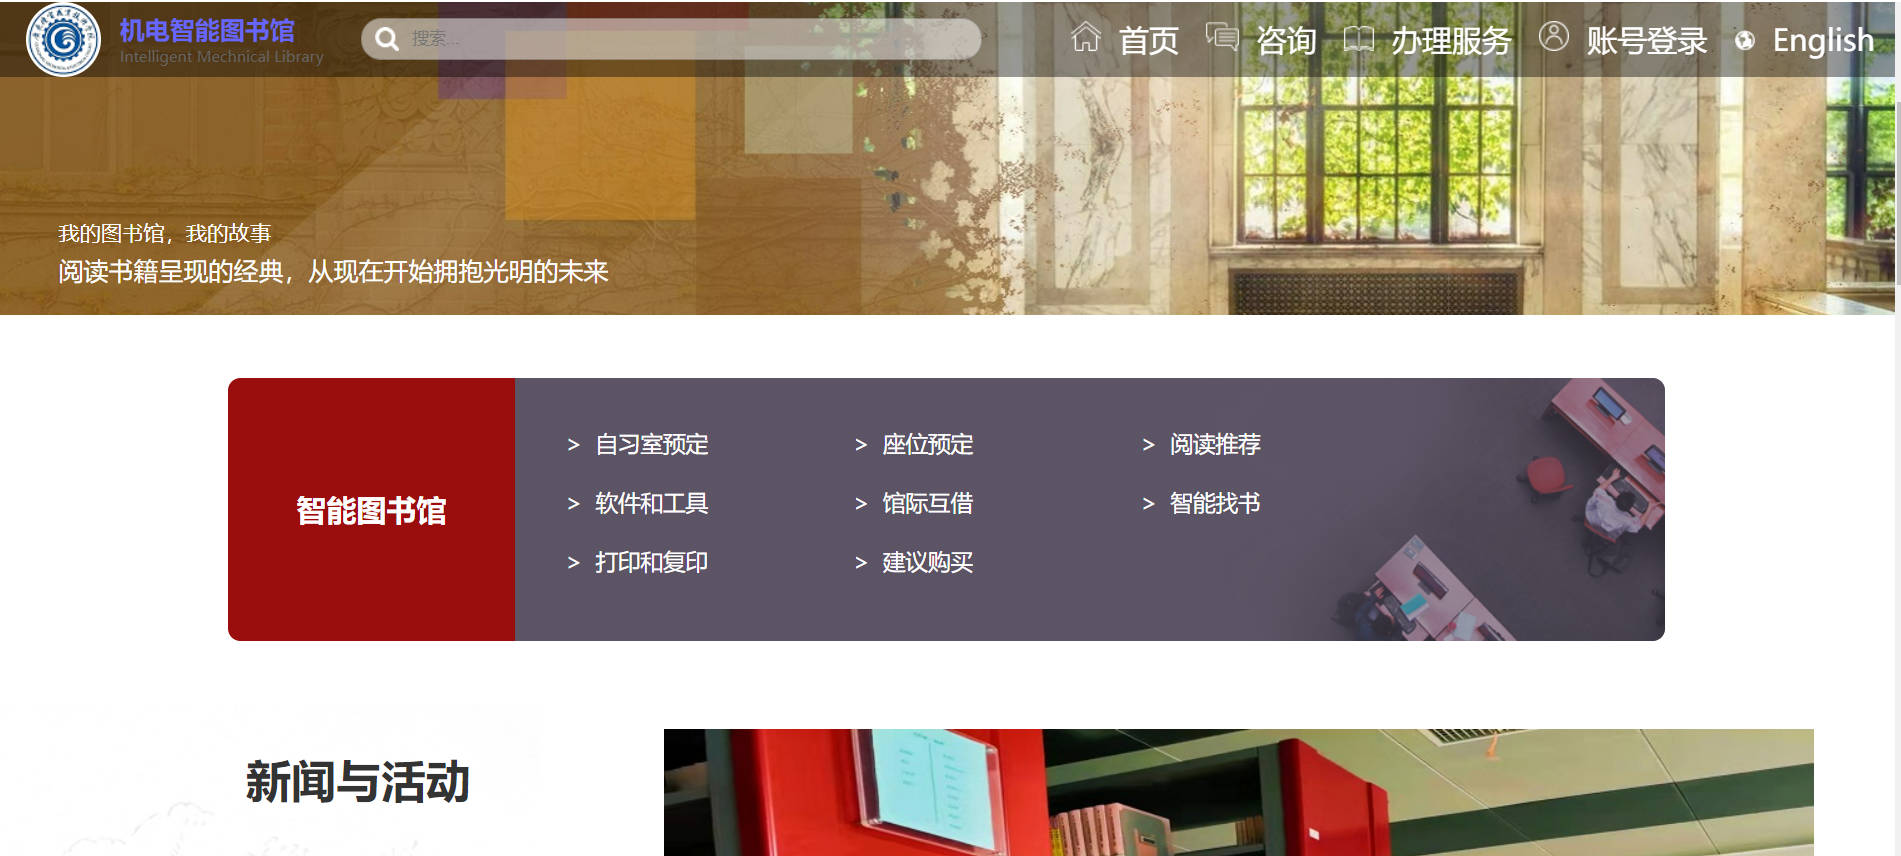 机电智能图书馆
Intelligent Mechnical Library
搜索...
首页
咨询
办理服务
账号登录
English
我的图书馆，我的故事
阅读书籍呈现的经典，从现在开始拥抱光明的未来
智能图书馆
> 自习室预定
> 座位预定
> 阅读推荐
> 软件和工具
> 馆际互借
> 智能找书
> 打印和复印
> 建议购买
新闻与活动